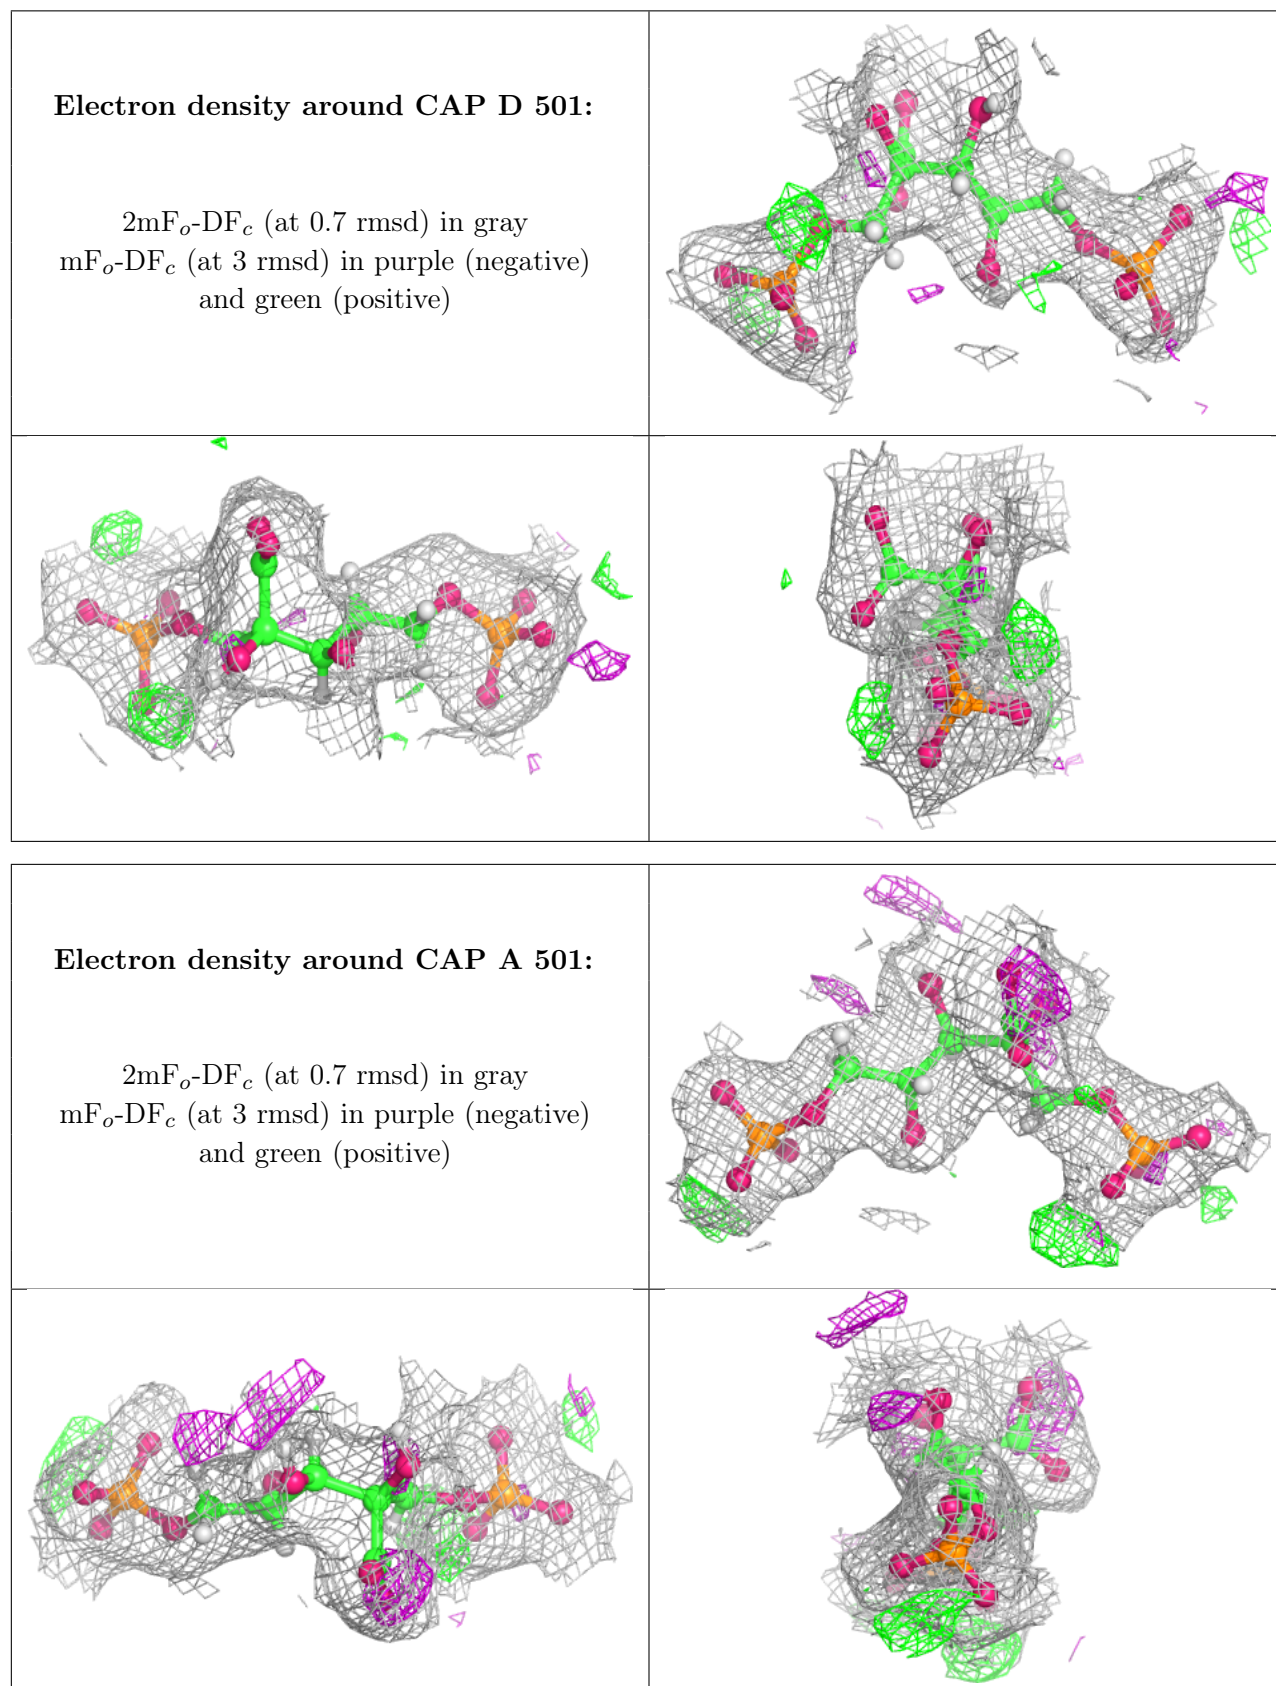 Electron density around CAP D 501:
2mFₒ-DF𝒸 (at 0.7 rmsd) in gray
mFₒ-DF𝒸 (at 3 rmsd) in purple (negative)
and green (positive)
Electron density around CAP A 501:
2mFₒ-DF𝒸 (at 0.7 rmsd) in gray
mFₒ-DF𝒸 (at 3 rmsd) in purple (negative)
and green (positive)